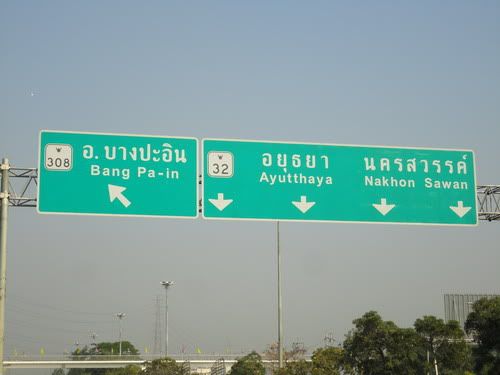 308 อ.บางปะอิน
Bang Pa-in
32 อยุธยา นครสวรรค์
Ayutthaya Nakhon Sawan